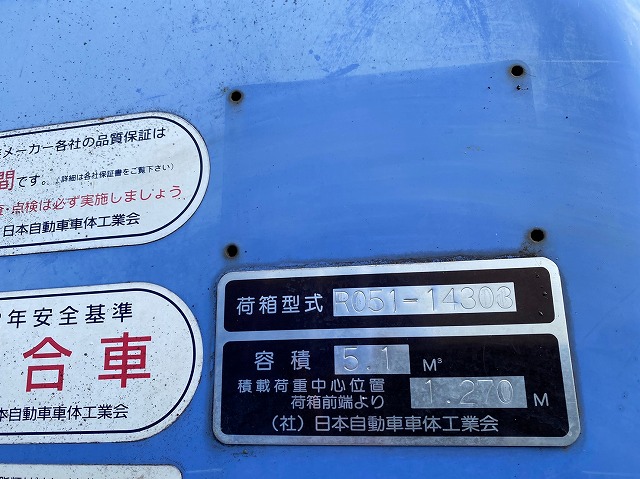 メーカー各社の品質保証は
間です。(詳細は各社保証書をご覧下さい)
・点検は必ず実施しましょう
日本自動車車体工業会
年安全基準
合車
本自動車車体工業会
荷箱型式 R051-14303
容積 5.1 M³
積載荷重中心位置
荷箱前端より 1.270 M
(社)日本自動車車体工業会